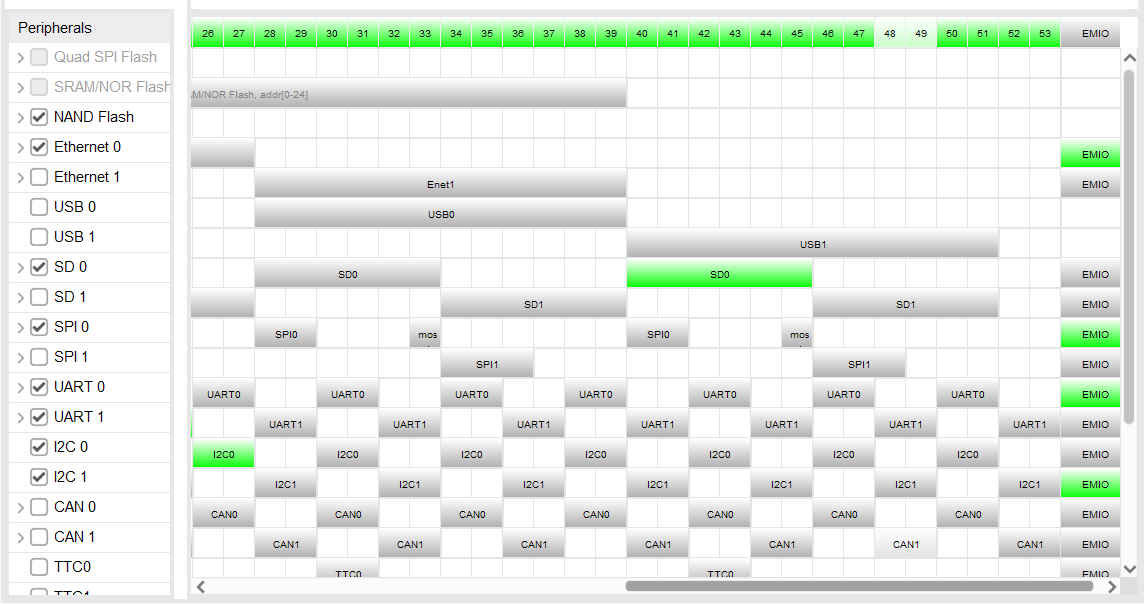 Peripherals 26 27 28 29 30 31 32 33 34 35 36 37 38 39 40 41 42 43 44 45 46 47 48 49 50 51 52 53 EMIO
Quad SPI Flash
SRAM/NOR Flash AM/NOR Flash, addr[0-24]
NAND Flash
Ethernet 0 EMIO
Ethernet 1 Enet1 EMIO
USB 0 USB0
USB 1 USB1
SD 0 SD0 SD0 EMIO
SD 1 SD1 SD1 EMIO
SPI 0 SPI0 mos SPI0 mos EMIO
SPI 1 SPI1 SPI1 EMIO
UART 0 UART0 UART0 UART0 UART0 UART0 UART0 UART0 EMIO
UART 1 UART1 UART1 UART1 UART1 UART1 UART1 UART1 EMIO
I2C 0 I2C0 I2C0 I2C0 I2C0 I2C0 I2C0 I2C0 EMIO
I2C 1 I2C1 I2C1 I2C1 I2C1 I2C1 I2C1 I2C1 EMIO
CAN 0 CAN0 CAN0 CAN0 CAN0 CAN0 CAN0 CAN0 EMIO
CAN 1 CAN1 CAN1 CAN1 CAN1 CAN1 CAN1 CAN1 EMIO
TTC0 TTC0 TTC0 EMIO
TTC1